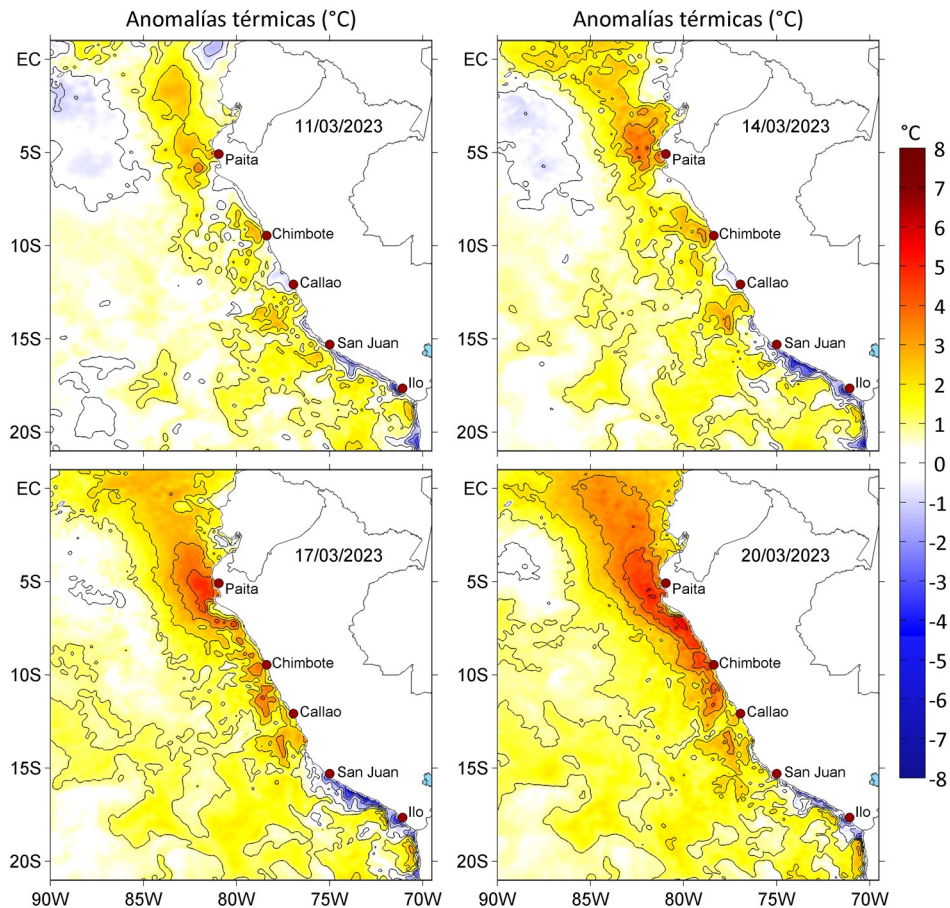 Anomalías térmicas (°C)
Anomalías térmicas (°C)
EC
5S
10S
15S
20S
11/03/2023
Paita
Chimbote
Callao
San Juan
Ilo
EC
5S
10S
15S
20S
14/03/2023
Paita
Chimbote
Callao
San Juan
Ilo
°C
8
7
6
5
4
3
2
1
0
-1
-2
-3
-4
-5
-6
-7
-8
EC
5S
10S
15S
20S
17/03/2023
Paita
Chimbote
Callao
San Juan
Ilo
90W 85W 80W 75W 70W
EC
5S
10S
15S
20S
20/03/2023
Paita
Chimbote
Callao
San Juan
Ilo
90W 85W 80W 75W 70W